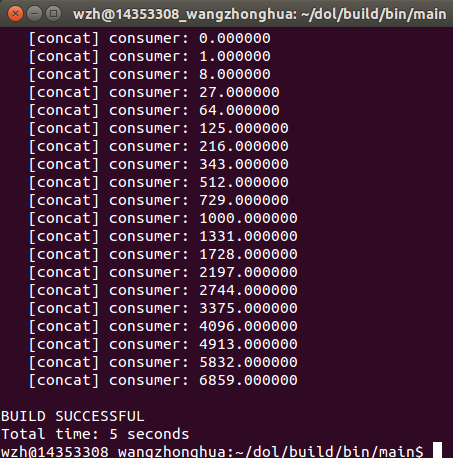 wzh@14353308_wangzhonghua: ~/dol/build/bin/main
[concat] consumer: 0.000000
[concat] consumer: 1.000000
[concat] consumer: 8.000000
[concat] consumer: 27.000000
[concat] consumer: 64.000000
[concat] consumer: 125.000000
[concat] consumer: 216.000000
[concat] consumer: 343.000000
[concat] consumer: 512.000000
[concat] consumer: 729.000000
[concat] consumer: 1000.000000
[concat] consumer: 1331.000000
[concat] consumer: 1728.000000
[concat] consumer: 2197.000000
[concat] consumer: 2744.000000
[concat] consumer: 3375.000000
[concat] consumer: 4096.000000
[concat] consumer: 4913.000000
[concat] consumer: 5832.000000
[concat] consumer: 6859.000000
BUILD SUCCESSFUL
Total time: 5 seconds
wzh@14353308_wangzhonghua:~/dol/build/bin/main$